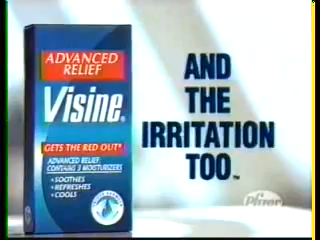 ADVANCED
RELIEF
Visine®
GETS THE RED OUT®
ADVANCED RELIEF
CONTAINS 3 MOISTURIZERS
•SOOTHES
•REFRESHES
•COOLS
AND
THE
IRRITATION
TOO™
Pfizer